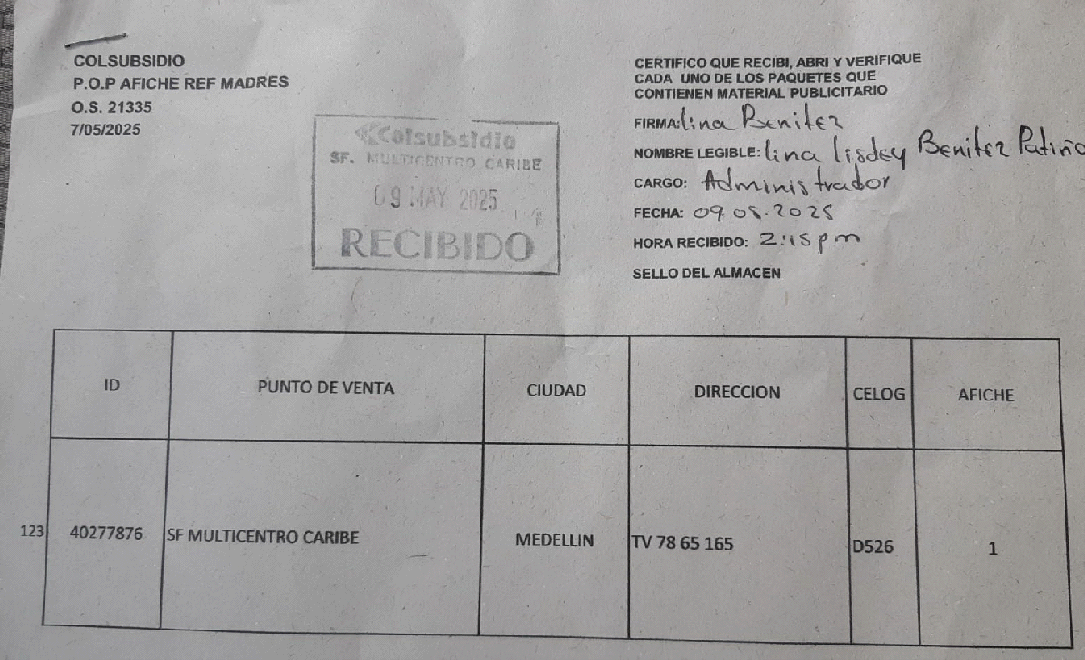 COLSUBSIDIO
P.O.P AFICHE REF MADRES
O.S. 21335
7/05/2025
Colsubsidio
SF. MULTICENTRO CARIBE
09 MAY 2025
RECIBIDO
CERTIFICO QUE RECIBI, ABRI Y VERIFIQUE
CADA UNO DE LOS PAQUETES QUE
CONTIENEN MATERIAL PUBLICITARIO
FIRMA: lina Benitez
NOMBRE LEGIBLE: lina lisdey Benitez Patiño
CARGO: Administrador
FECHA: 09.05.2025
HORA RECIBIDO: 2:15 pm
SELLO DEL ALMACEN
ID PUNTO DE VENTA CIUDAD DIRECCION CELOG AFICHE
123 40277876 SF MULTICENTRO CARIBE MEDELLIN TV 78 65 165 D526 1